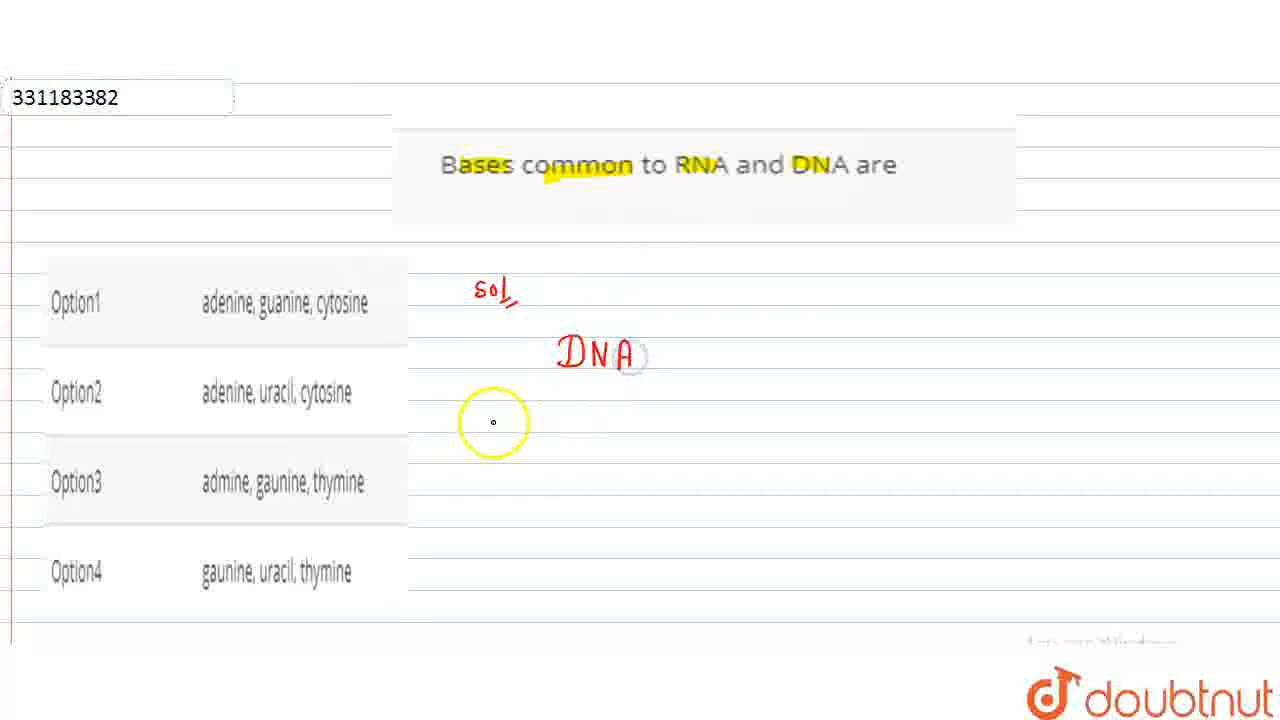 331183382
Bases common to RNA and DNA are
Option1 adenine, guanine, cytosine
Sol
DNA
Option2 adenine, uracil, cytosine
Option3 admine, gaunine, thymine
Option4 gaunine, uracil, thymine
doubtnut